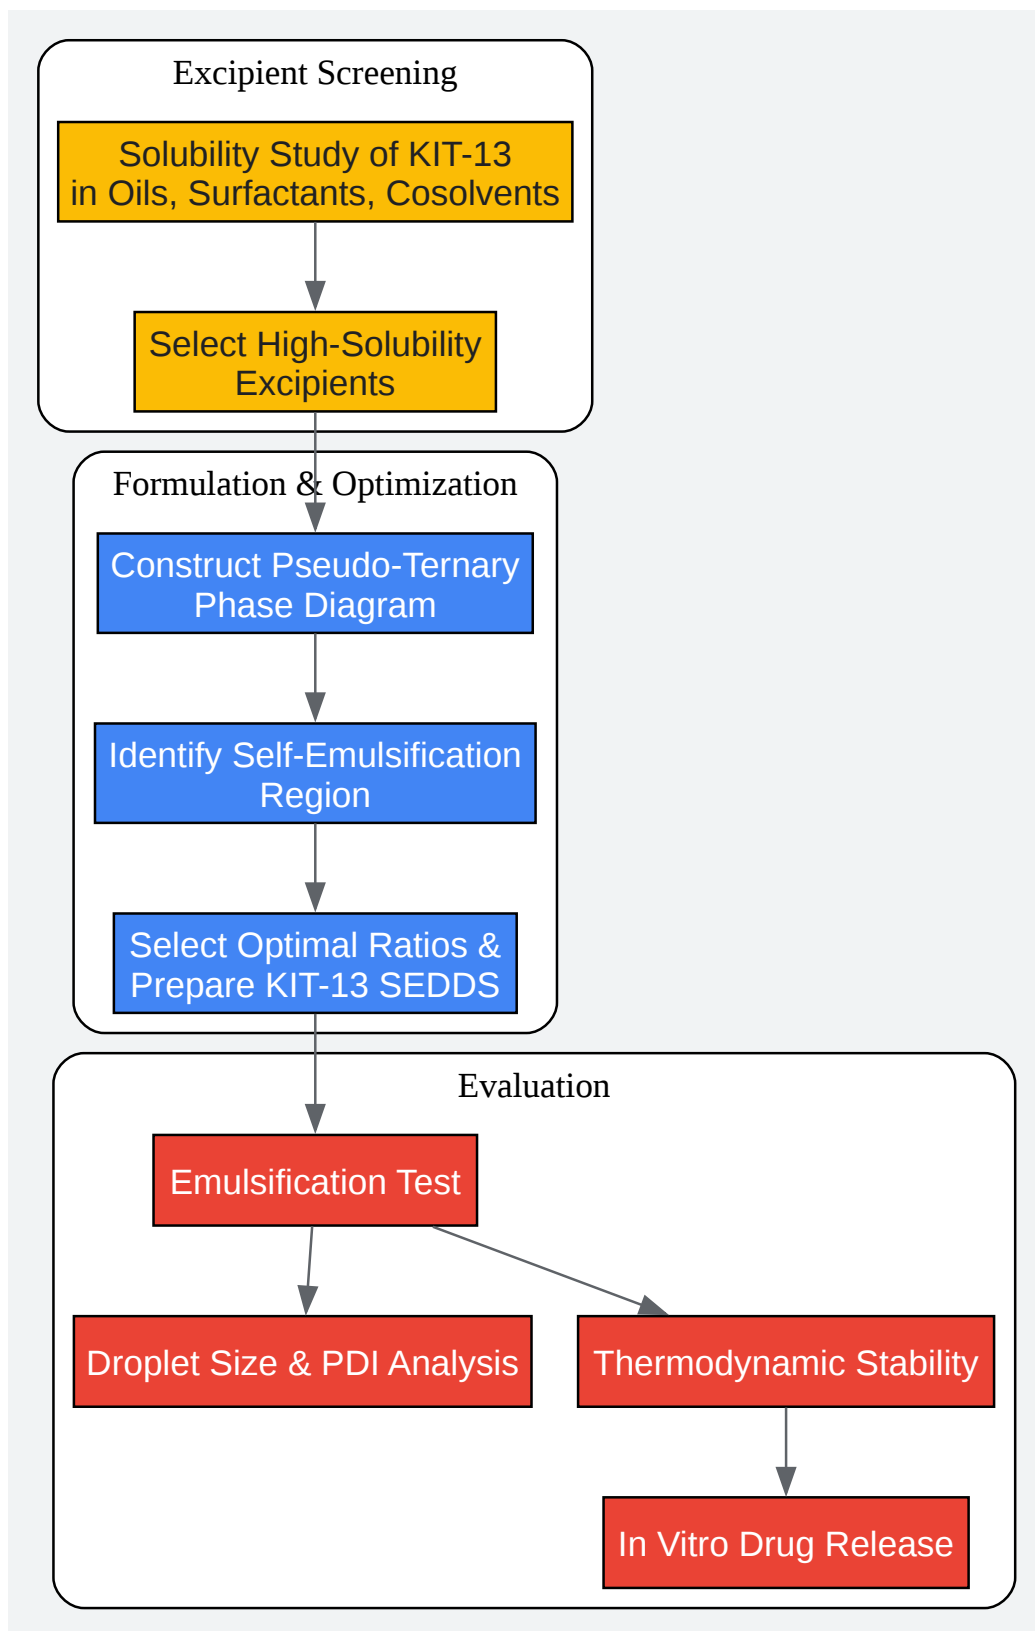 Excipient Screening
Solubility Study of KIT-13
in Oils, Surfactants, Cosolvents
Select High-Solubility
Excipients
Formulation & Optimization
Construct Pseudo-Ternary
Phase Diagram
Identify Self-Emulsification
Region
Select Optimal Ratios &
Prepare KIT-13 SEDDS
Evaluation
Emulsification Test
Droplet Size & PDI Analysis
Thermodynamic Stability
In Vitro Drug Release